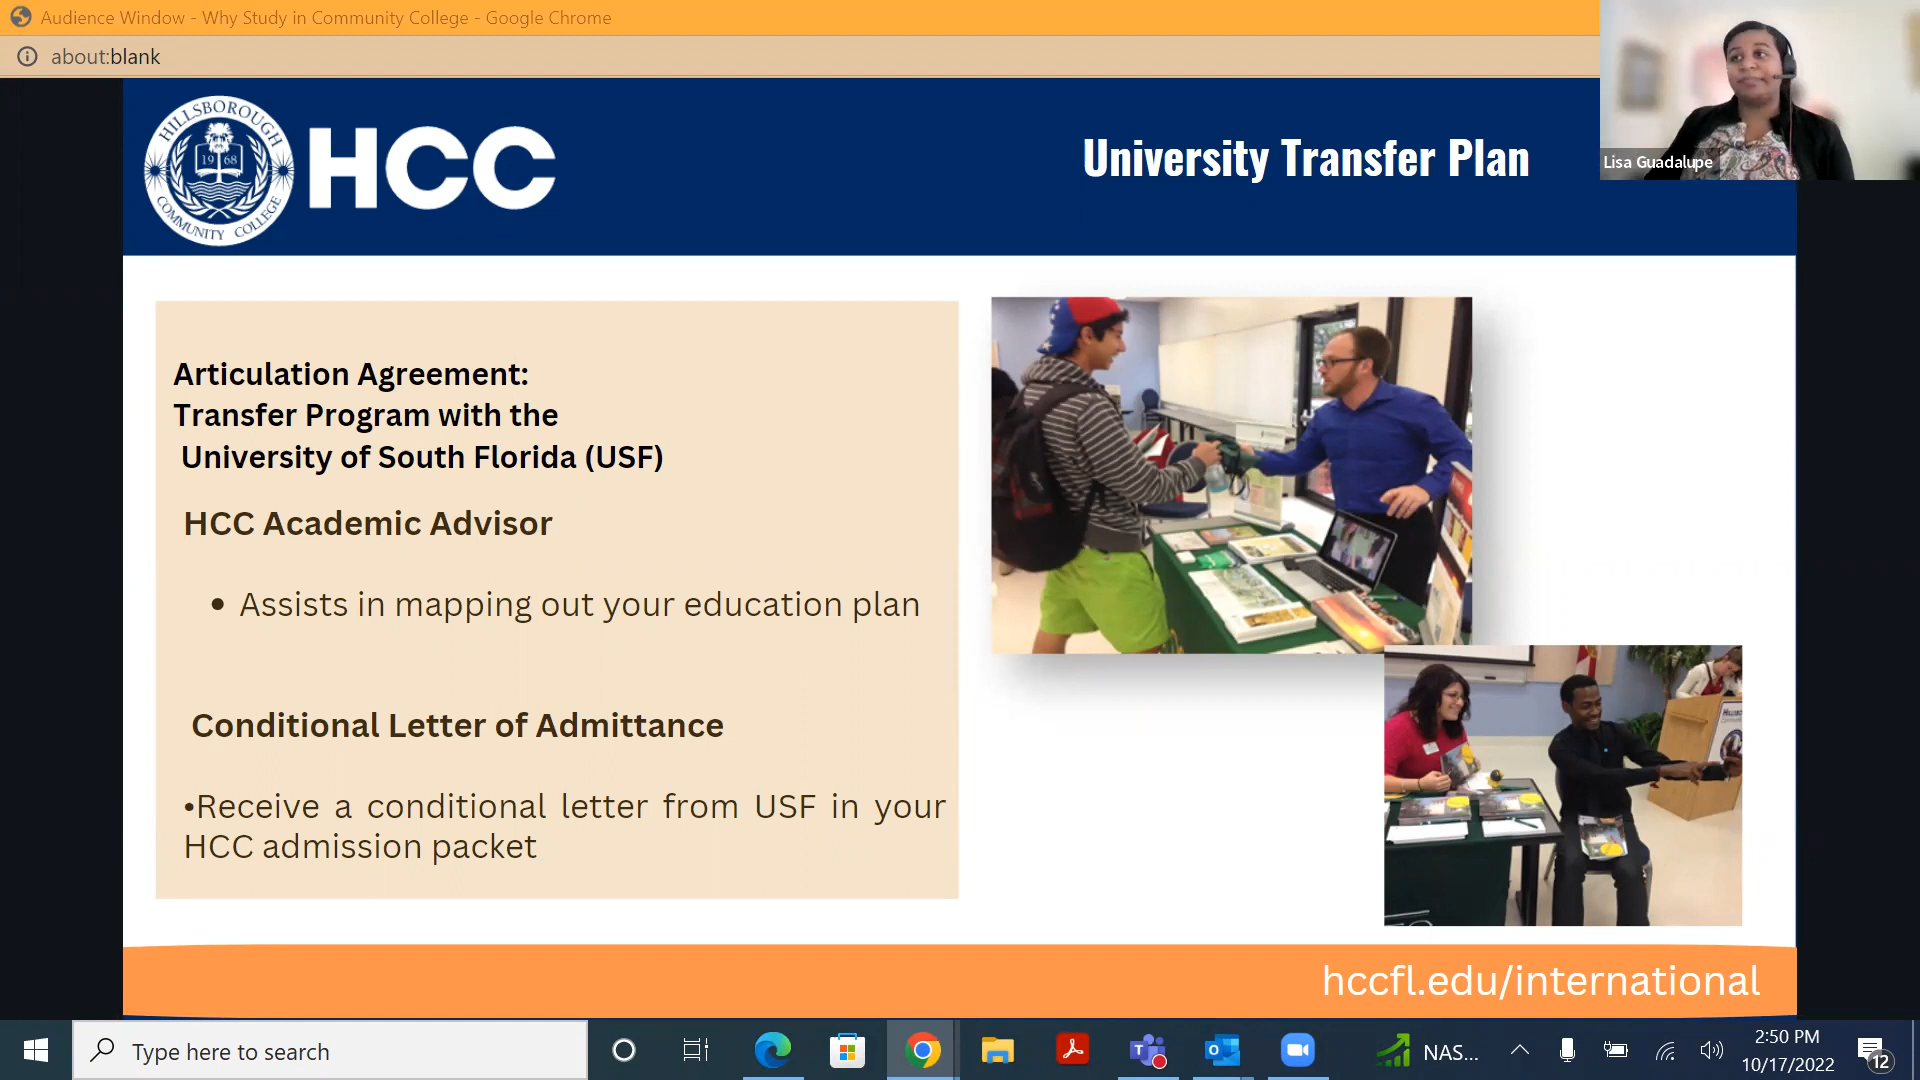 Audience Window - Why Study in Community College - Google Chrome
about:blank
Lisa Guadalupe
HILLSBOROUGH
1968
COMMUNITY COLLEGE
HCC
University Transfer Plan
Articulation Agreement:
Transfer Program with the
University of South Florida (USF)
HCC Academic Advisor
• Assists in mapping out your education plan
Conditional Letter of Admittance
•Receive a conditional letter from USF in your
HCC admission packet
hccfl.edu/international
Type here to search
NAS...
2:50 PM
10/17/2022
12